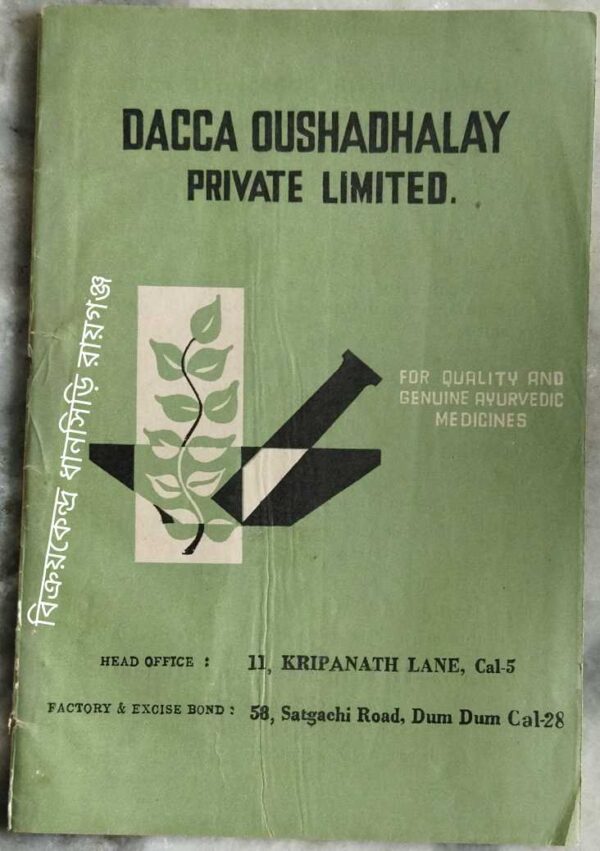 DACCA OUSHADHALAY
PRIVATE LIMITED.
FOR QUALITY AND
GENUINE AYURVEDIC
MEDICINES
বিক্রয়কেন্দ্র ধানসিড়ি রায়গঞ্জ
HEAD OFFICE : 11, KRIPANATH LANE, Cal-5
FACTORY & EXCISE BOND : 58, Satgachi Road, Dum Dum Cal-28